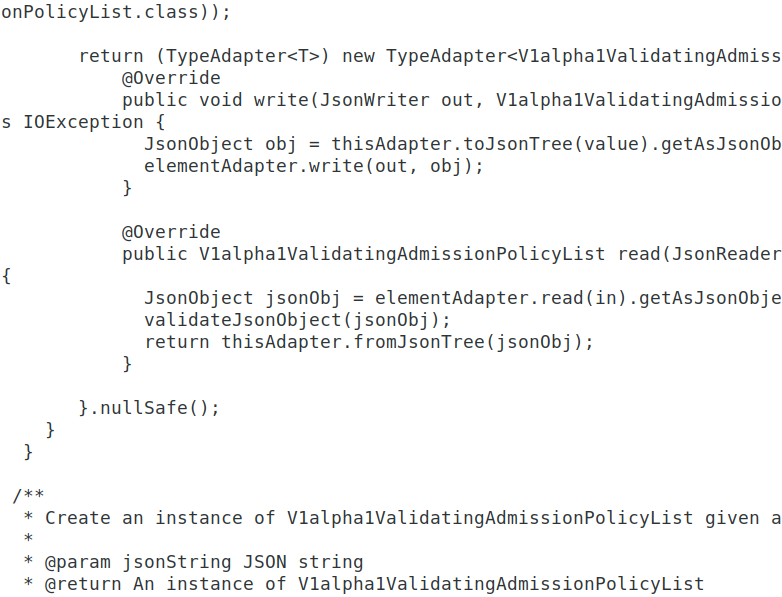 onPolicyList.class));
return (TypeAdapter<T>) new TypeAdapter<V1alpha1ValidatingAdmiss
@Override
public void write(JsonWriter out, V1alpha1ValidatingAdmissio
s IOException {
JsonObject obj = thisAdapter.toJsonTree(value).getAsJsonOb
elementAdapter.write(out, obj);
}
@Override
public V1alpha1ValidatingAdmissionPolicyList read(JsonReader
{
JsonObject jsonObj = elementAdapter.read(in).getAsJsonObje
validateJsonObject(jsonObj);
return thisAdapter.fromJsonTree(jsonObj);
}
}.nullSafe();
}
}
/**
* Create an instance of V1alpha1ValidatingAdmissionPolicyList given a
*
* @param jsonString JSON string
* @return An instance of V1alpha1ValidatingAdmissionPolicyList